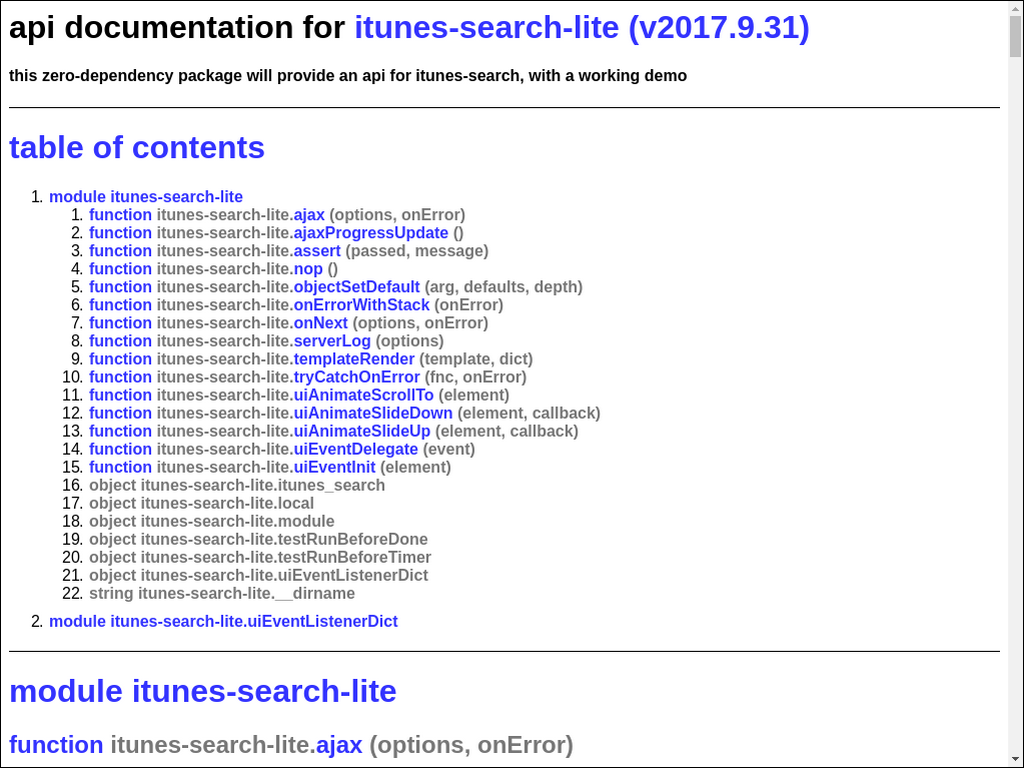 api documentation for itunes-search-lite (v2017.9.31)
this zero-dependency package will provide an api for itunes-search, with a working demo
table of contents
1. module itunes-search-lite
1. function itunes-search-lite.ajax (options, onError)
2. function itunes-search-lite.ajaxProgressUpdate ()
3. function itunes-search-lite.assert (passed, message)
4. function itunes-search-lite.nop ()
5. function itunes-search-lite.objectSetDefault (arg, defaults, depth)
6. function itunes-search-lite.onErrorWithStack (onError)
7. function itunes-search-lite.onNext (options, onError)
8. function itunes-search-lite.serverLog (options)
9. function itunes-search-lite.templateRender (template, dict)
10. function itunes-search-lite.tryCatchOnError (fnc, onError)
11. function itunes-search-lite.uiAnimateScrollTo (element)
12. function itunes-search-lite.uiAnimateSlideDown (element, callback)
13. function itunes-search-lite.uiAnimateSlideUp (element, callback)
14. function itunes-search-lite.uiEventDelegate (event)
15. function itunes-search-lite.uiEventInit (element)
16. object itunes-search-lite.itunes_search
17. object itunes-search-lite.local
18. object itunes-search-lite.module
19. object itunes-search-lite.testRunBeforeDone
20. object itunes-search-lite.testRunBeforeTimer
21. object itunes-search-lite.uiEventListenerDict
22. string itunes-search-lite.__dirname
2. module itunes-search-lite.uiEventListenerDict
module itunes-search-lite
function itunes-search-lite.ajax (options, onError)